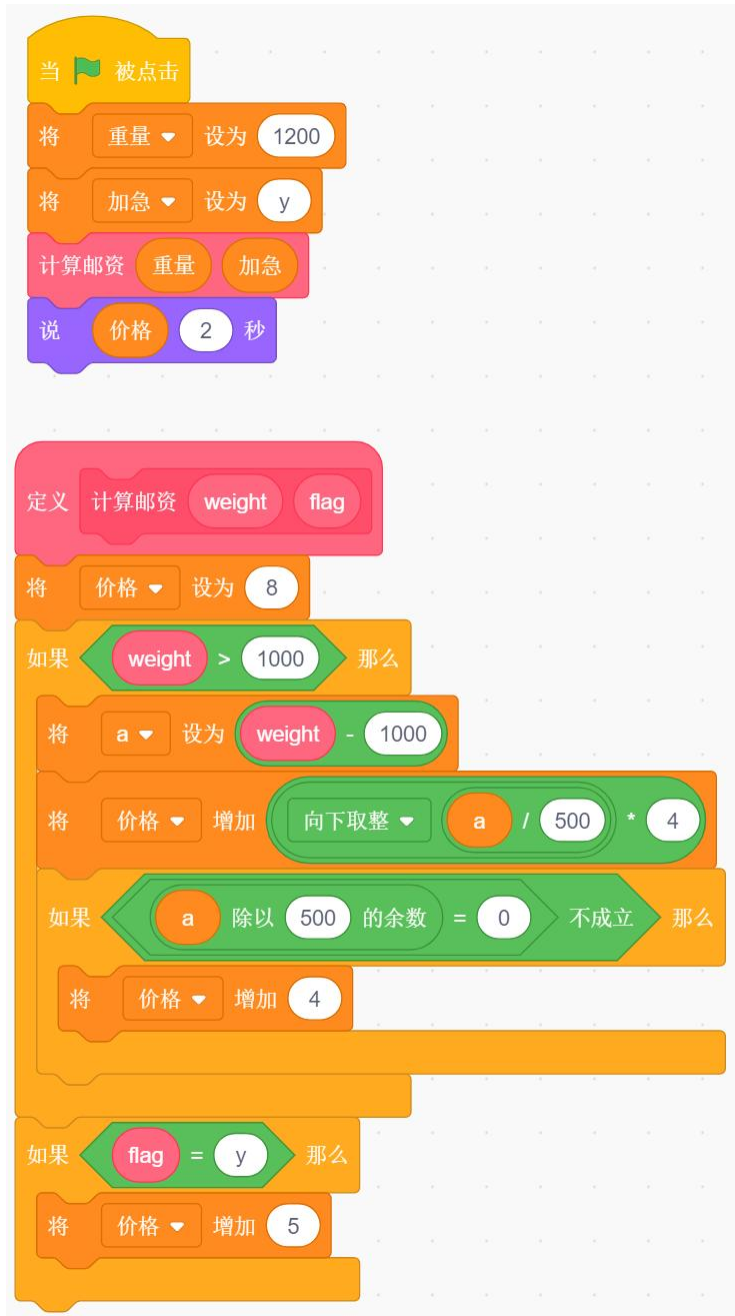 当 被点击
将 重量 设为 1200
将 加急 设为 y
计算邮资 重量 加急
说 价格 2 秒
定义 计算邮资 weight flag
将 价格 设为 8
如果 weight > 1000 那么
将 a 设为 weight - 1000
将 价格 增加 向下取整 a / 500 * 4
如果 a 除以 500 的余数 = 0 不成立 那么
将 价格 增加 4
如果 flag = y 那么
将 价格 增加 5